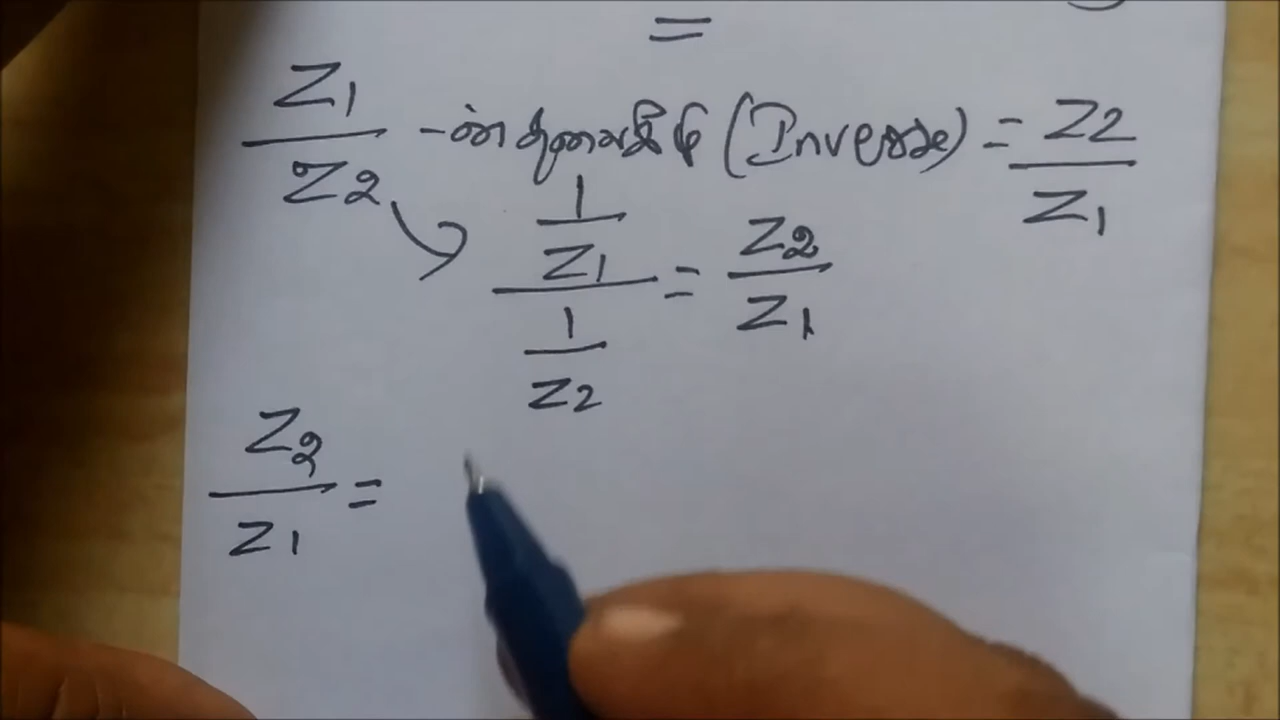 =
Z1/Z2 -ன் தலைகீழ் (Inverse) = Z2/Z1
(1/Z1)/(1/Z2) = Z2/Z1
Z2/Z1 =